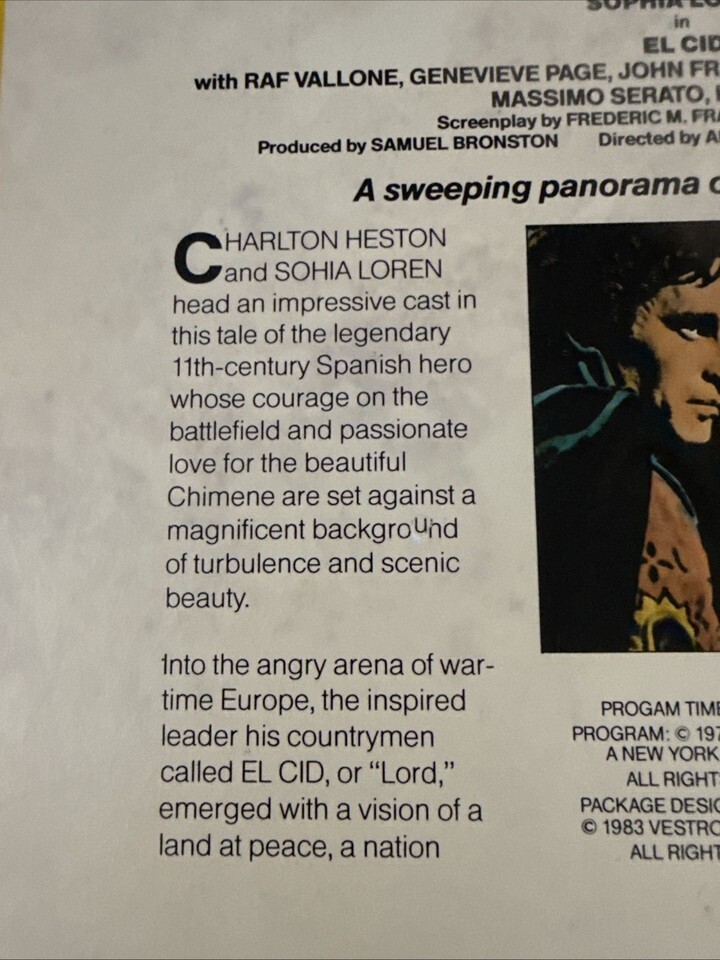 in
EL CID
with RAF VALLONE, GENEVIEVE PAGE, JOHN
MASSIMO SERATO,
Screenplay by FREDERIC M.
Produced by SAMUEL BRONSTON Directed by
A sweeping panorama
CHARLTON HESTON
and SOHIA LOREN
head an impressive cast in
this tale of the legendary
11th-century Spanish hero
whose courage on the
battlefield and passionate
love for the beautiful
Chimene are set against a
magnificent background
of turbulence and scenic
beauty.
Into the angry arena of war-
time Europe, the inspired
leader his countrymen
called EL CID, or “Lord,”
emerged with a vision of a
land at peace, a nation
PROGAM TIME
PROGRAM: © 197
A NEW YORK
ALL RIGHT
PACKAGE DESIG
© 1983 VESTRO
ALL RIGHT